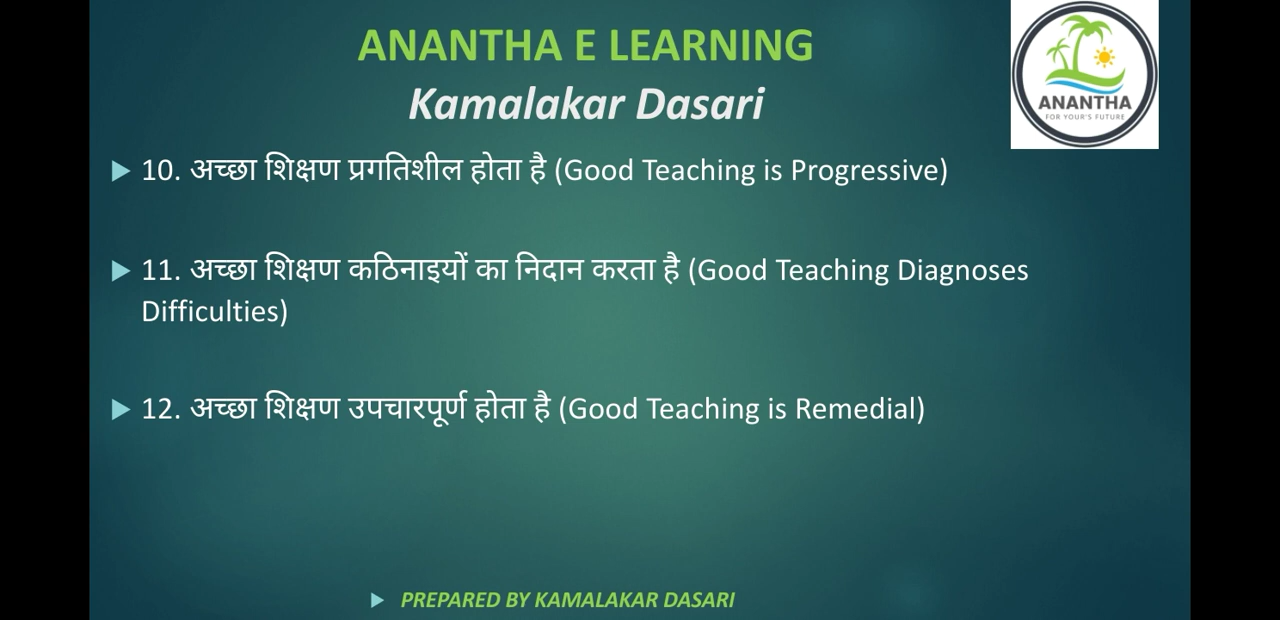 ANANTHA E LEARNING
Kamalakar Dasari
ANANTHA
FOR YOUR'S FUTURE
10. अच्छा शिक्षण प्रगतिशील होता है (Good Teaching is Progressive)
11. अच्छा शिक्षण कठिनाइयों का निदान करता है (Good Teaching Diagnoses
Difficulties)
12. अच्छा शिक्षण उपचारपूर्ण होता है (Good Teaching is Remedial)
PREPARED BY KAMALAKAR DASARI